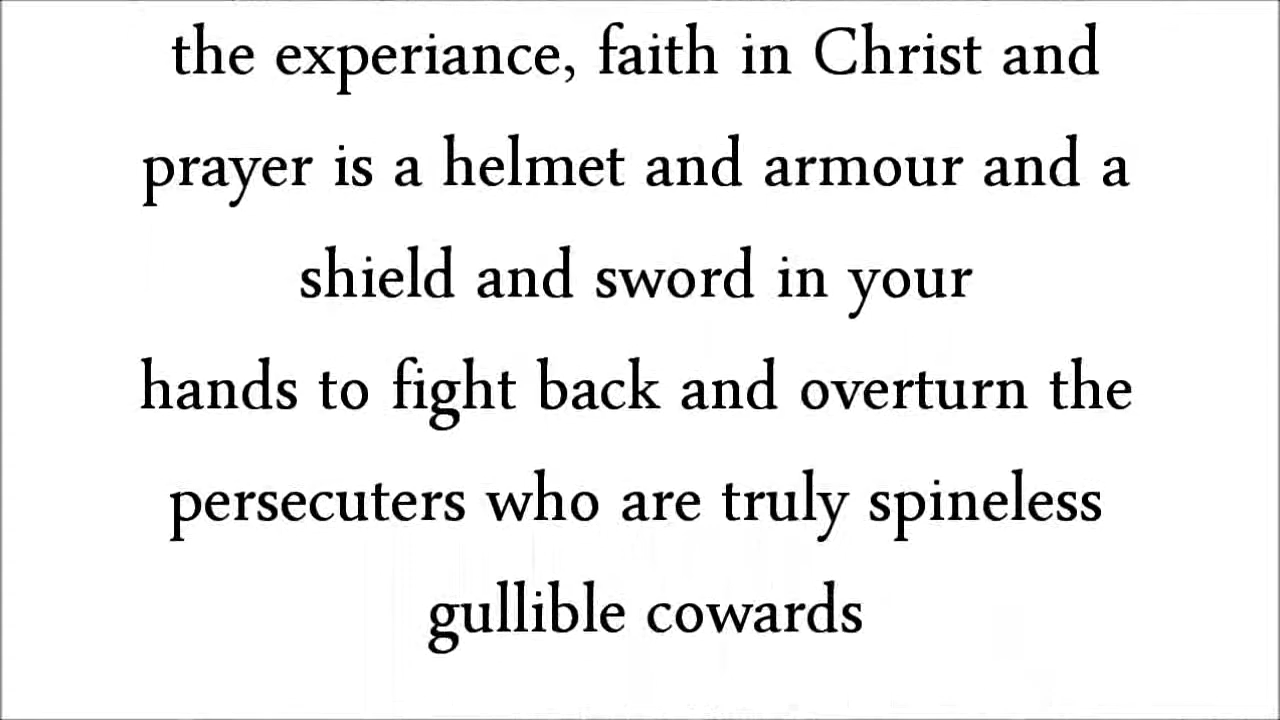 the experiance, faith in Christ and
prayer is a helmet and armour and a
shield and sword in your
hands to fight back and overturn the
persecuters who are truly spineless
gullible cowards